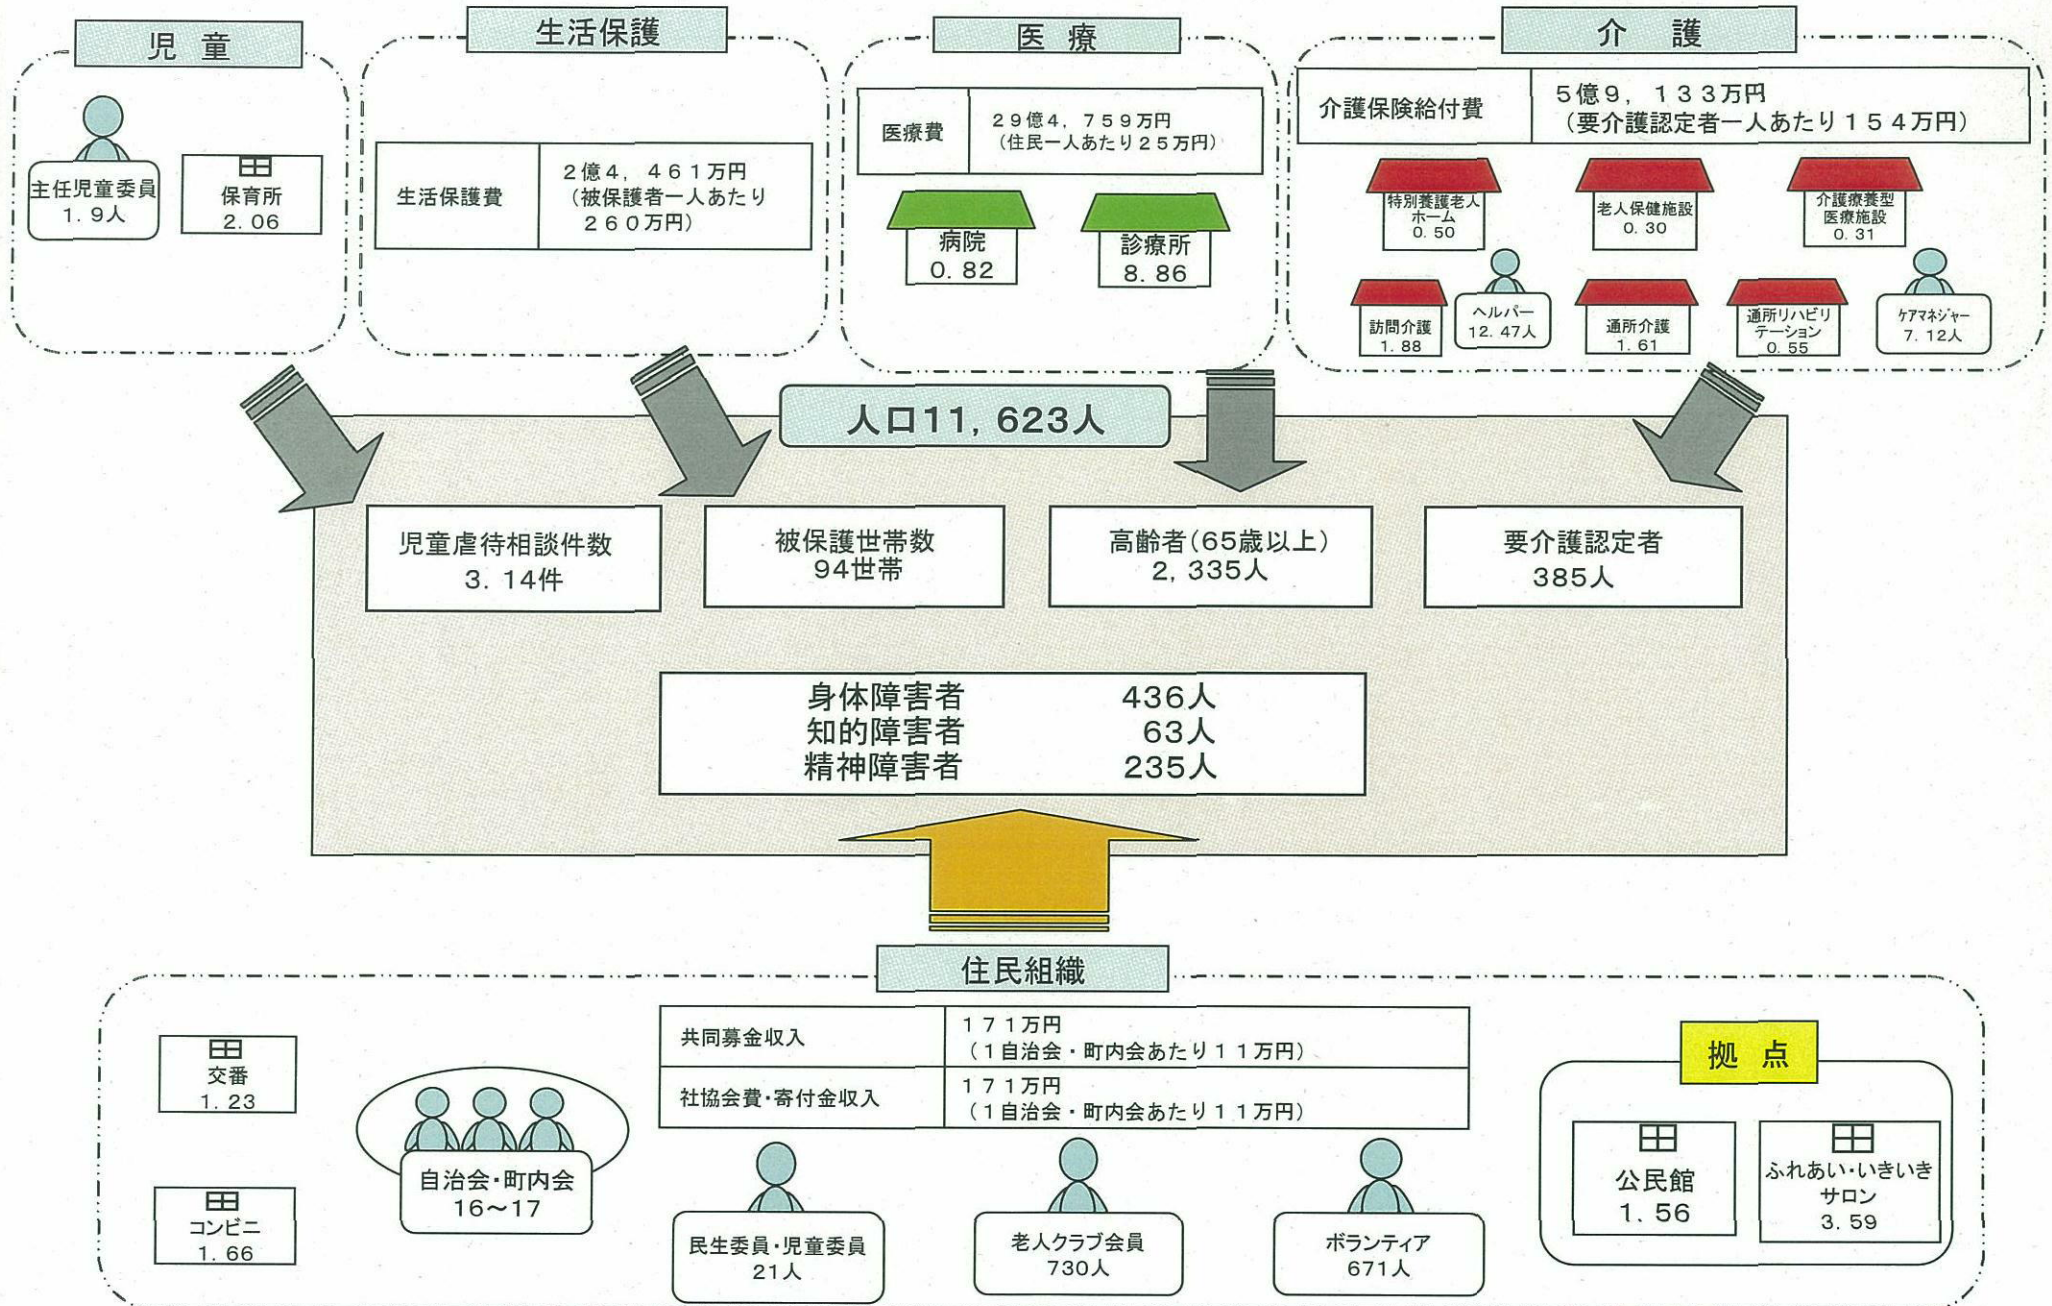 児 童
主任児童委員
1. 9人
保育所
2. 06
生活保護
生活保護費
2億4, 461万円
(被保護者一人あたり
260万円)
医 療
医療費
29億4, 759万円
(住民一人あたり25万円)
病院
0. 82
診療所
8. 86
介 護
介護保険給付費
5億9, 133万円
(要介護認定者一人あたり154万円)
特別養護老人
ホーム
0. 50
老人保健施設
0. 30
介護療養型
医療施設
0. 31
訪問介護
1. 88
ヘルパー
12. 47人
通所介護
1. 61
通所リハビリ
テーション
0. 55
ケアマネジャー
7. 12人
人口11, 623人
児童虐待相談件数
3. 14件
被保護世帯数
94世帯
高齢者(65歳以上)
2, 335人
要介護認定者
385人
身体障害者 436人
知的障害者 63人
精神障害者 235人
住民組織
交番
1. 23
コンビニ
1. 66
自治会・町内会
16~17
共同募金収入
171万円
(1自治会・町内会あたり11万円)
社協会費・寄付金収入
171万円
(1自治会・町内会あたり11万円)
民生委員・児童委員
21人
老人クラブ会員
730人
ボランティア
671人
拠 点
公民館
1. 56
ふれあい・いきいき
サロン
3. 59